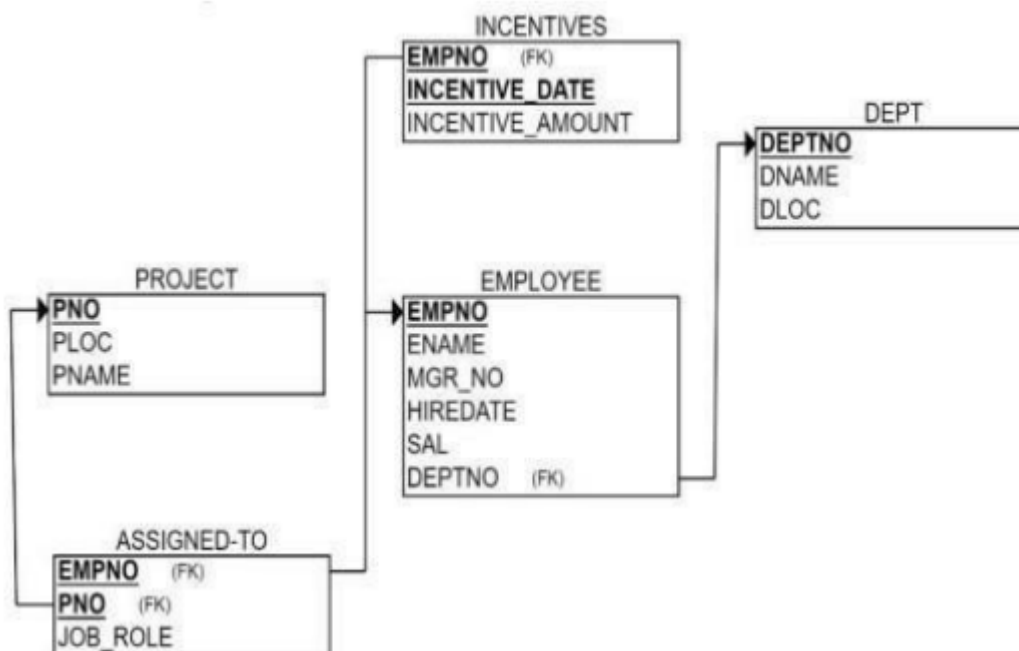 INCENTIVES
EMPNO (FK)
INCENTIVE_DATE
INCENTIVE_AMOUNT
DEPT
DEPTNO
DNAME
DLOC
PROJECT
PNO
PLOC
PNAME
EMPLOYEE
EMPNO
ENAME
MGR_NO
HIREDATE
SAL
DEPTNO (FK)
ASSIGNED-TO
EMPNO (FK)
PNO (FK)
JOB_ROLE